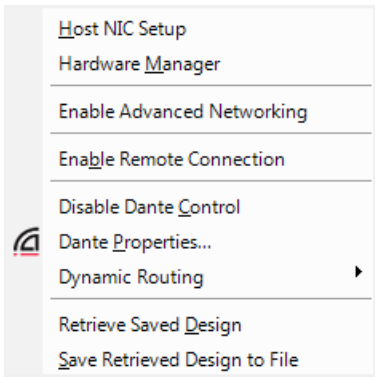 Host NIC Setup
Hardware Manager
Enable Advanced Networking
Enable Remote Connection
Disable Dante Control
Dante Properties...
Dynamic Routing
Retrieve Saved Design
Save Retrieved Design to File